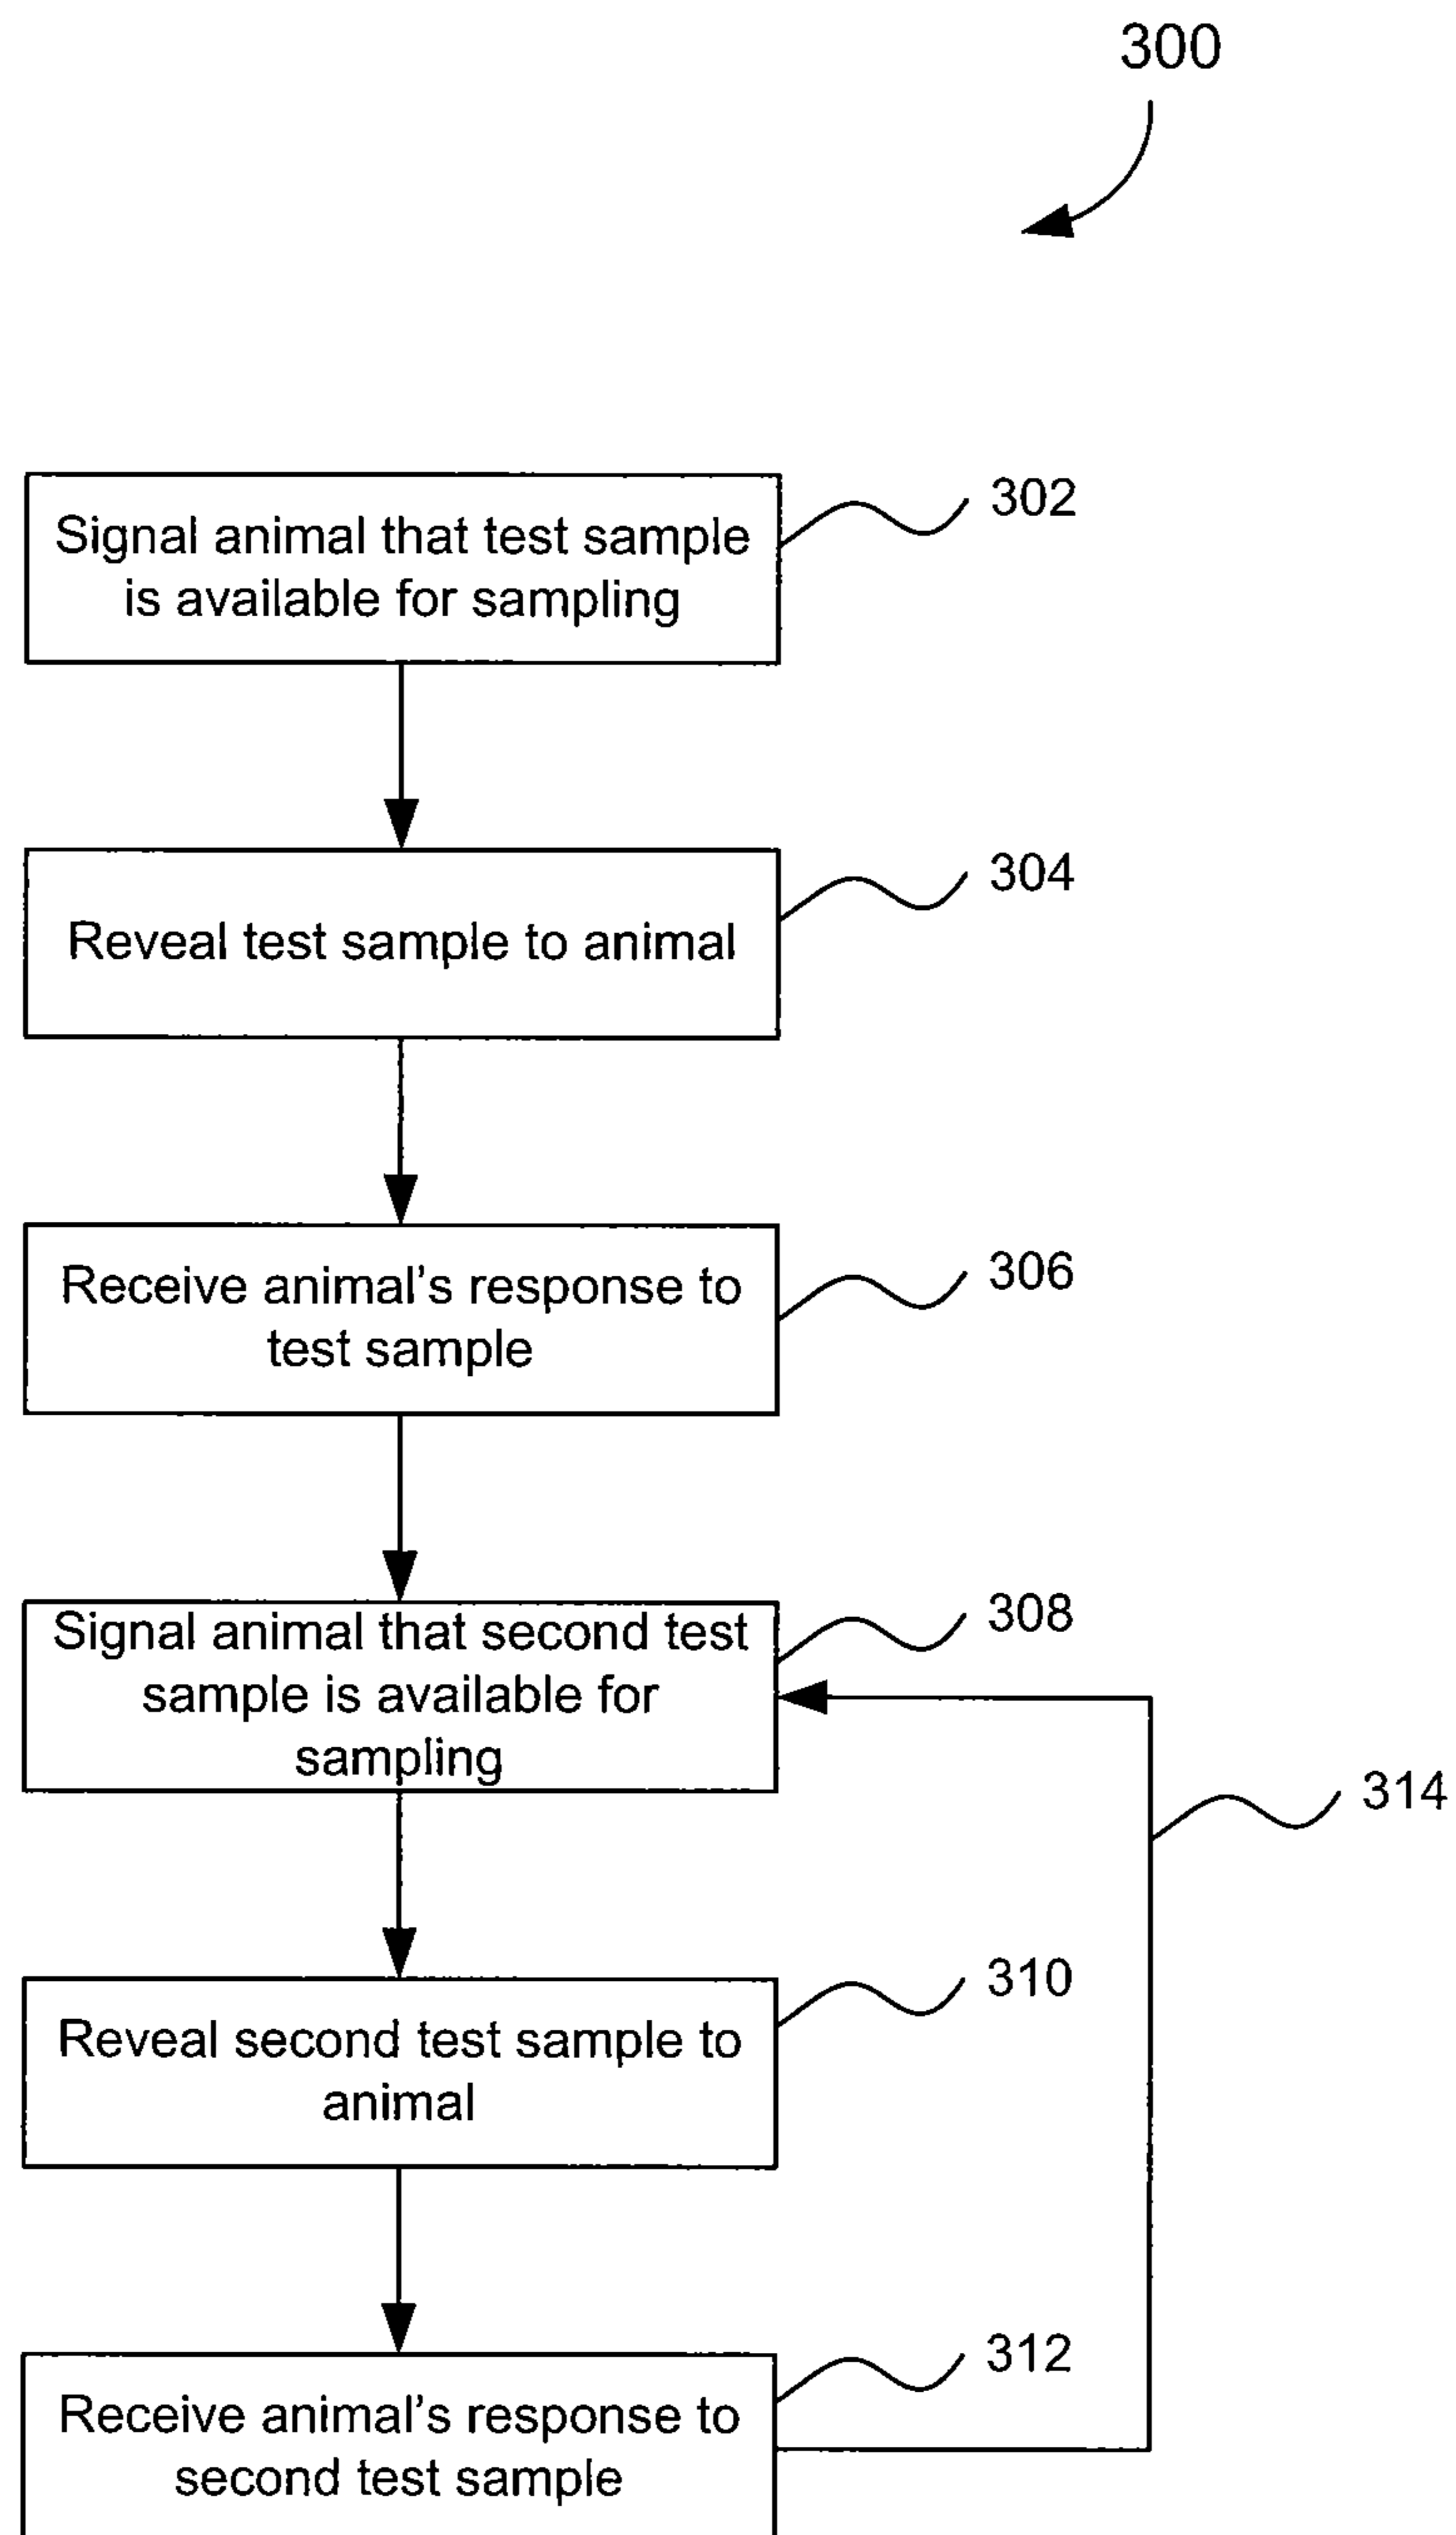 300
Signal animal that test sample
is available for sampling
302
Reveal test sample to animal
304
Receive animal's response to
test sample
306
Signal animal that second test
sample is available for
sampling
308
314
Reveal second test sample to
animal
310
Receive animal's response to
second test sample
312